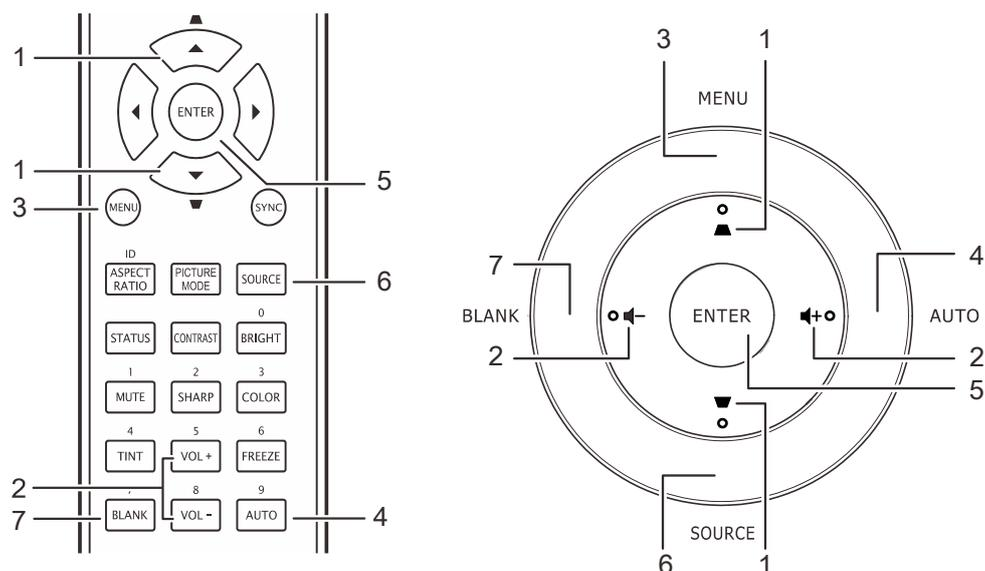 1
ENTER
1
5
3
MENU
SYNC
ID
ASPECT RATIO
PICTURE MODE
SOURCE
6
0
STATUS
CONTRAST
BRIGHT
1
2
3
MUTE
SHARP
COLOR
4
5
6
TINT
VOL +
FREEZE
2
8
9
7
BLANK
VOL -
AUTO
4
3
1
MENU
7
4
BLANK
ENTER
AUTO
2
2
5
SOURCE
6
1